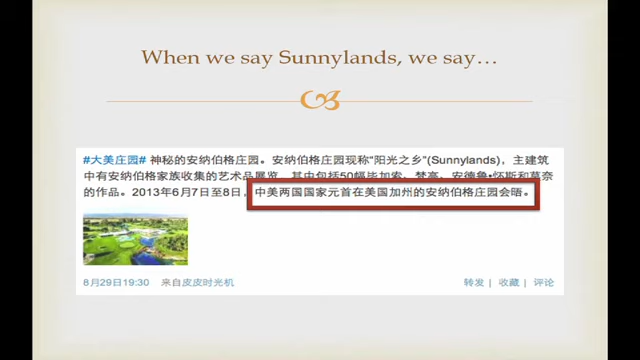 When we say Sunnylands, we say…
#大美庄园# 神秘的安纳伯格庄园。安纳伯格庄园现称“阳光之乡”(Sunnylands)，主建筑
中有安纳伯格家族收集的艺术品展览，其中包括50幅毕加索、梵高、安德鲁•怀斯和莫奈
的作品。2013年6月7日至8日，中美两国国家元首在美国加州的安纳伯格庄园会晤。
8月29日19:30 来自皮皮时光机 转发 | 收藏 | 评论